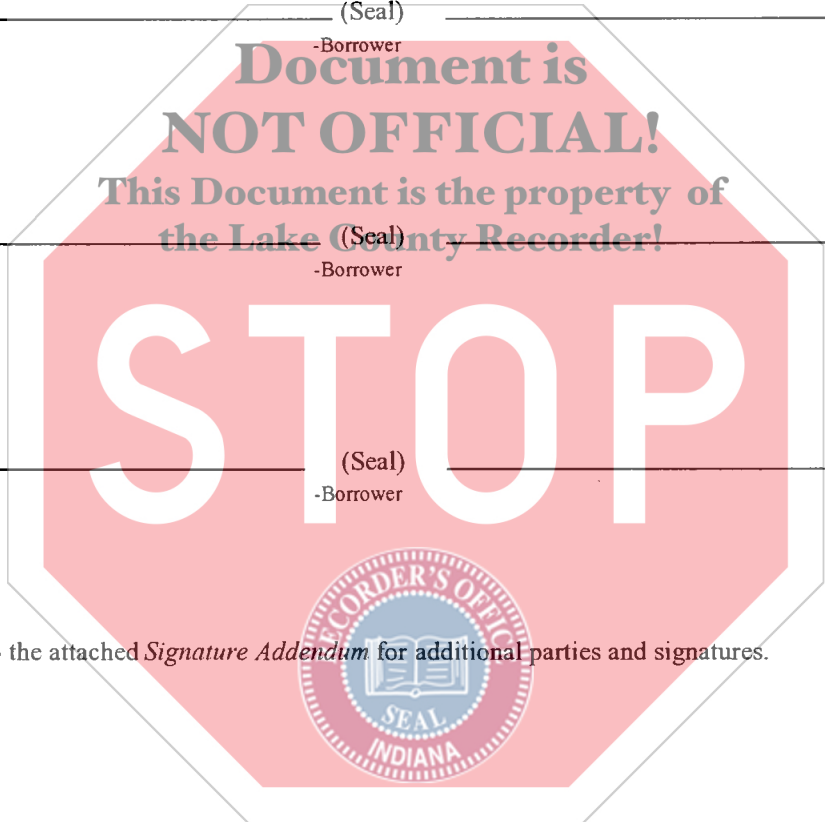 (Seal)
-Borrower
Document is
NOT OFFICIAL!
This Document is the property of
the Lake County Recorder!
(Seal)
-Borrower
STOP
(Seal)
-Borrower
RECORDER'S OFFICE
the attached Signature Addendum for additional parties and signatures.
SEAL
INDIANA